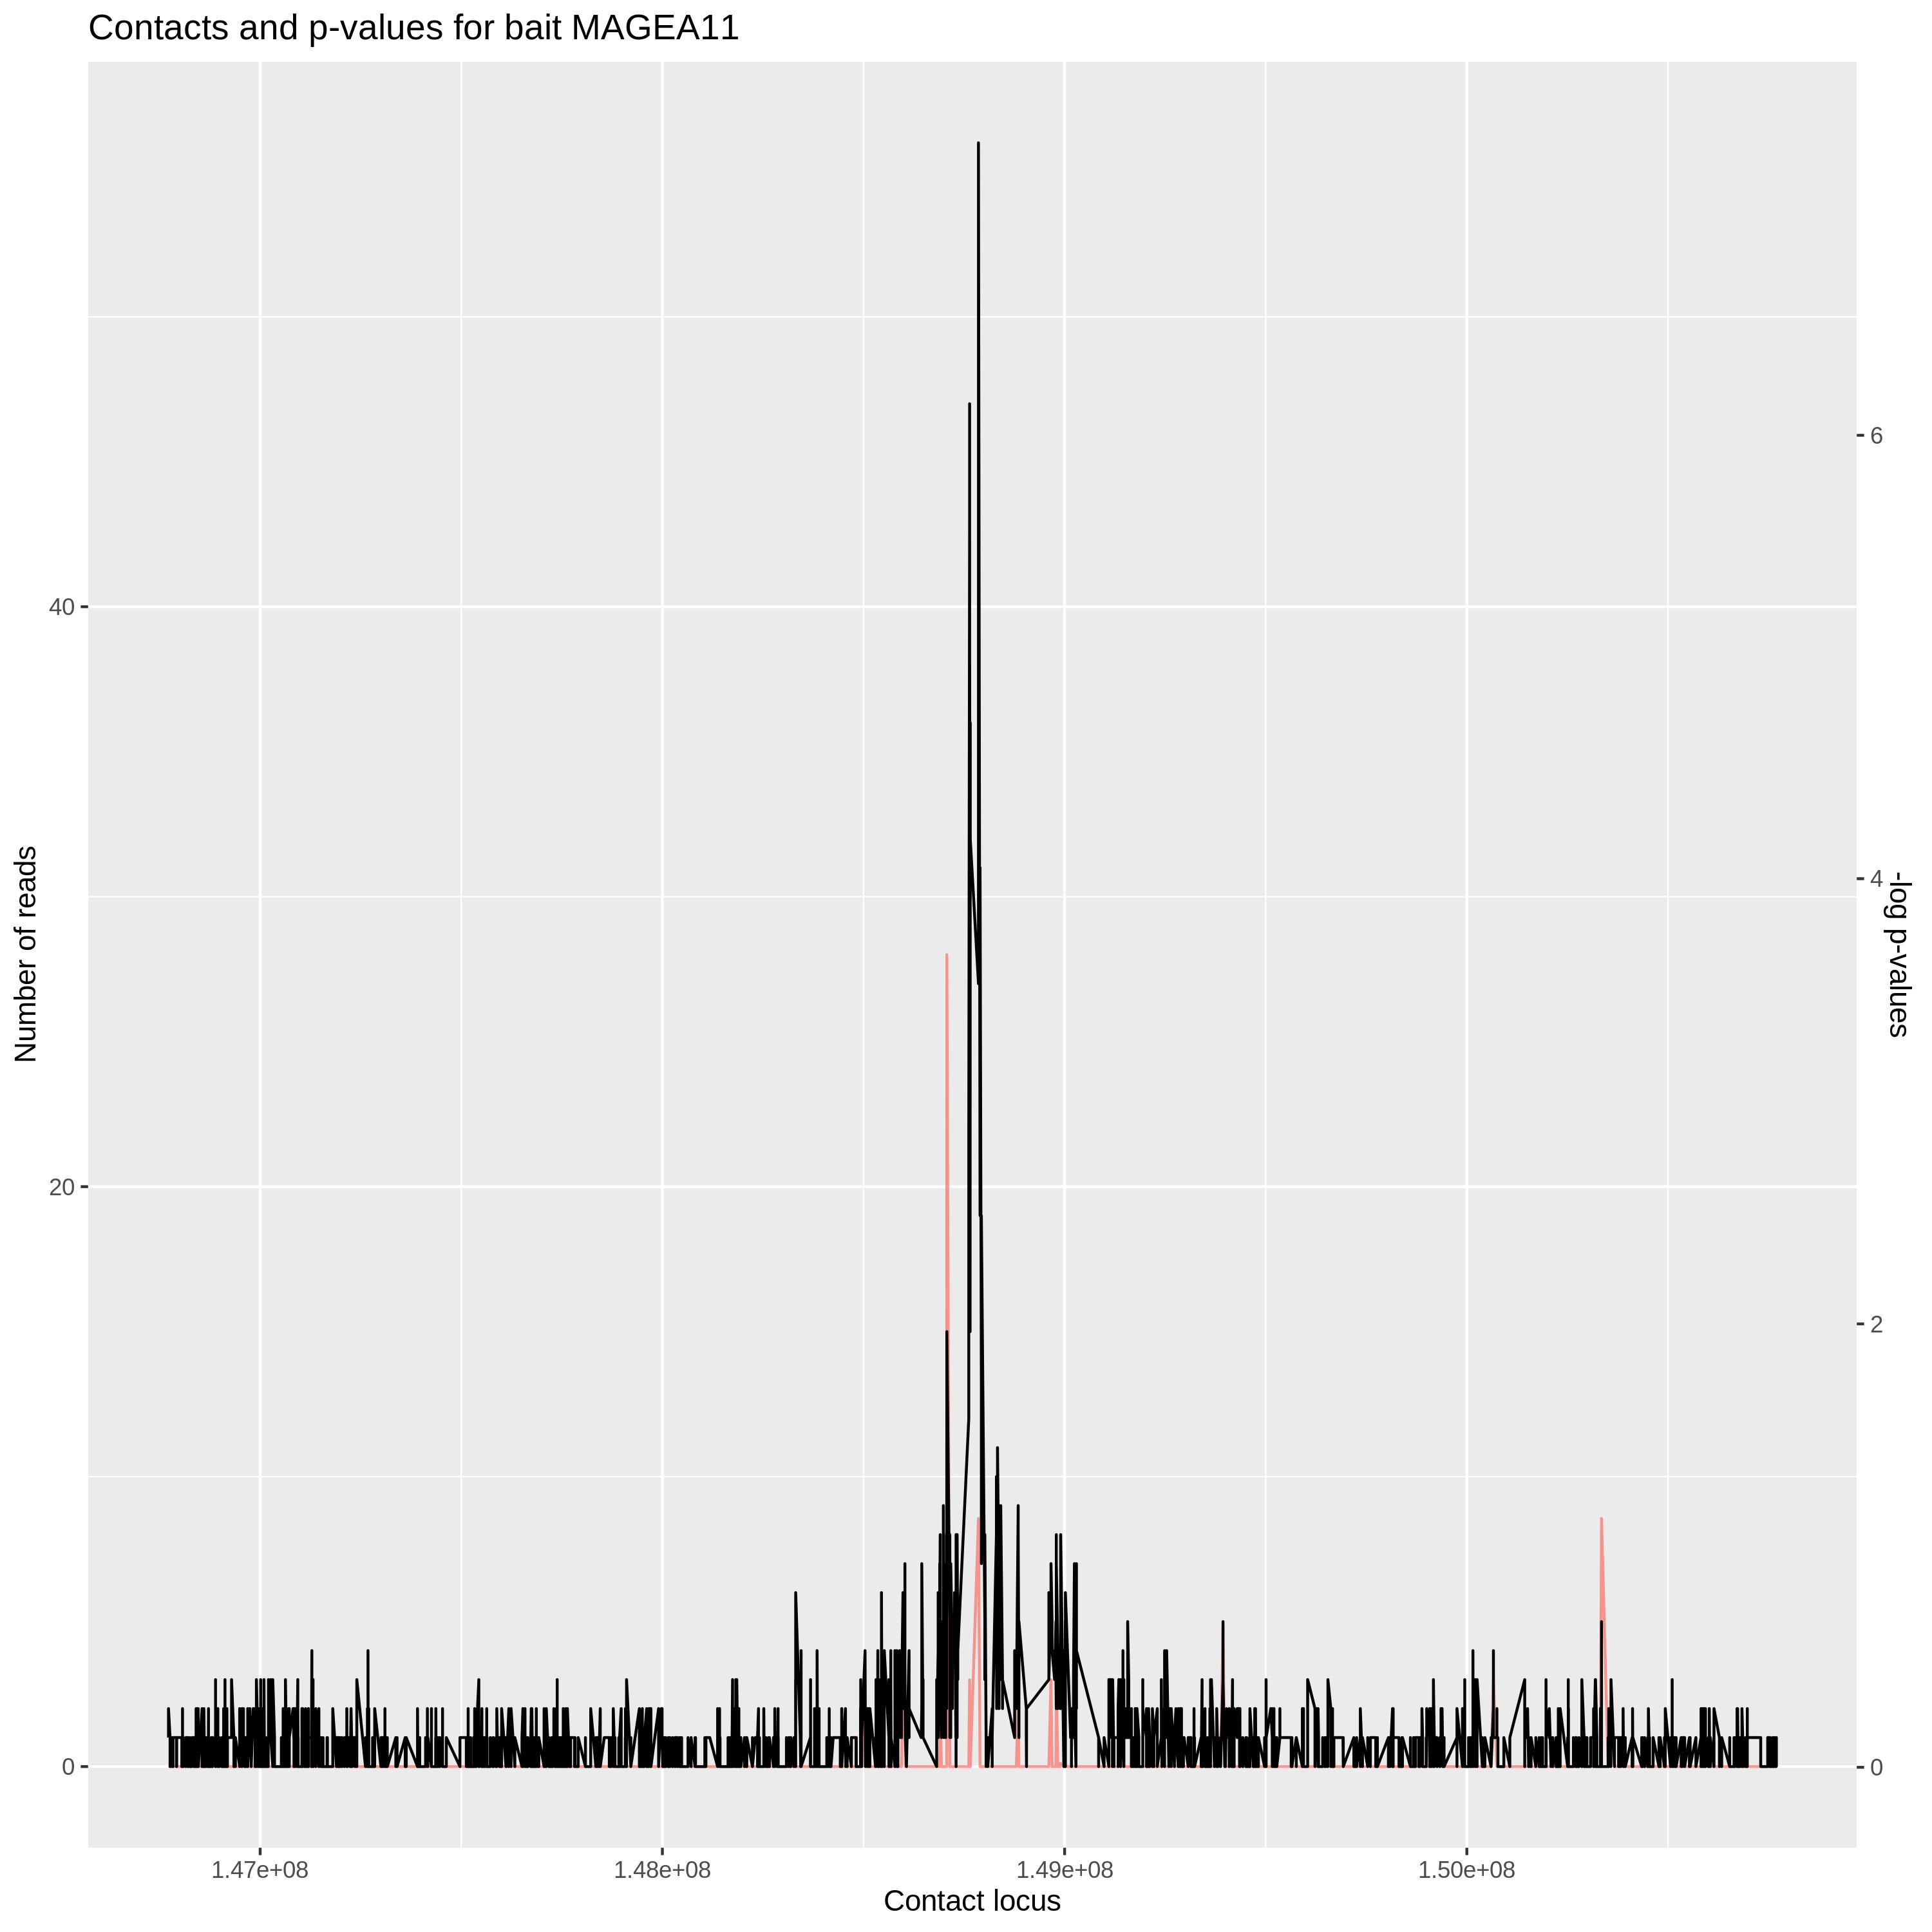 Contacts and p-values for bait MAGEA11
Number of reads
40
20
0
6
4
2
0
-log p-values
1.47e+08
1.48e+08
1.49e+08
1.50e+08
Contact locus